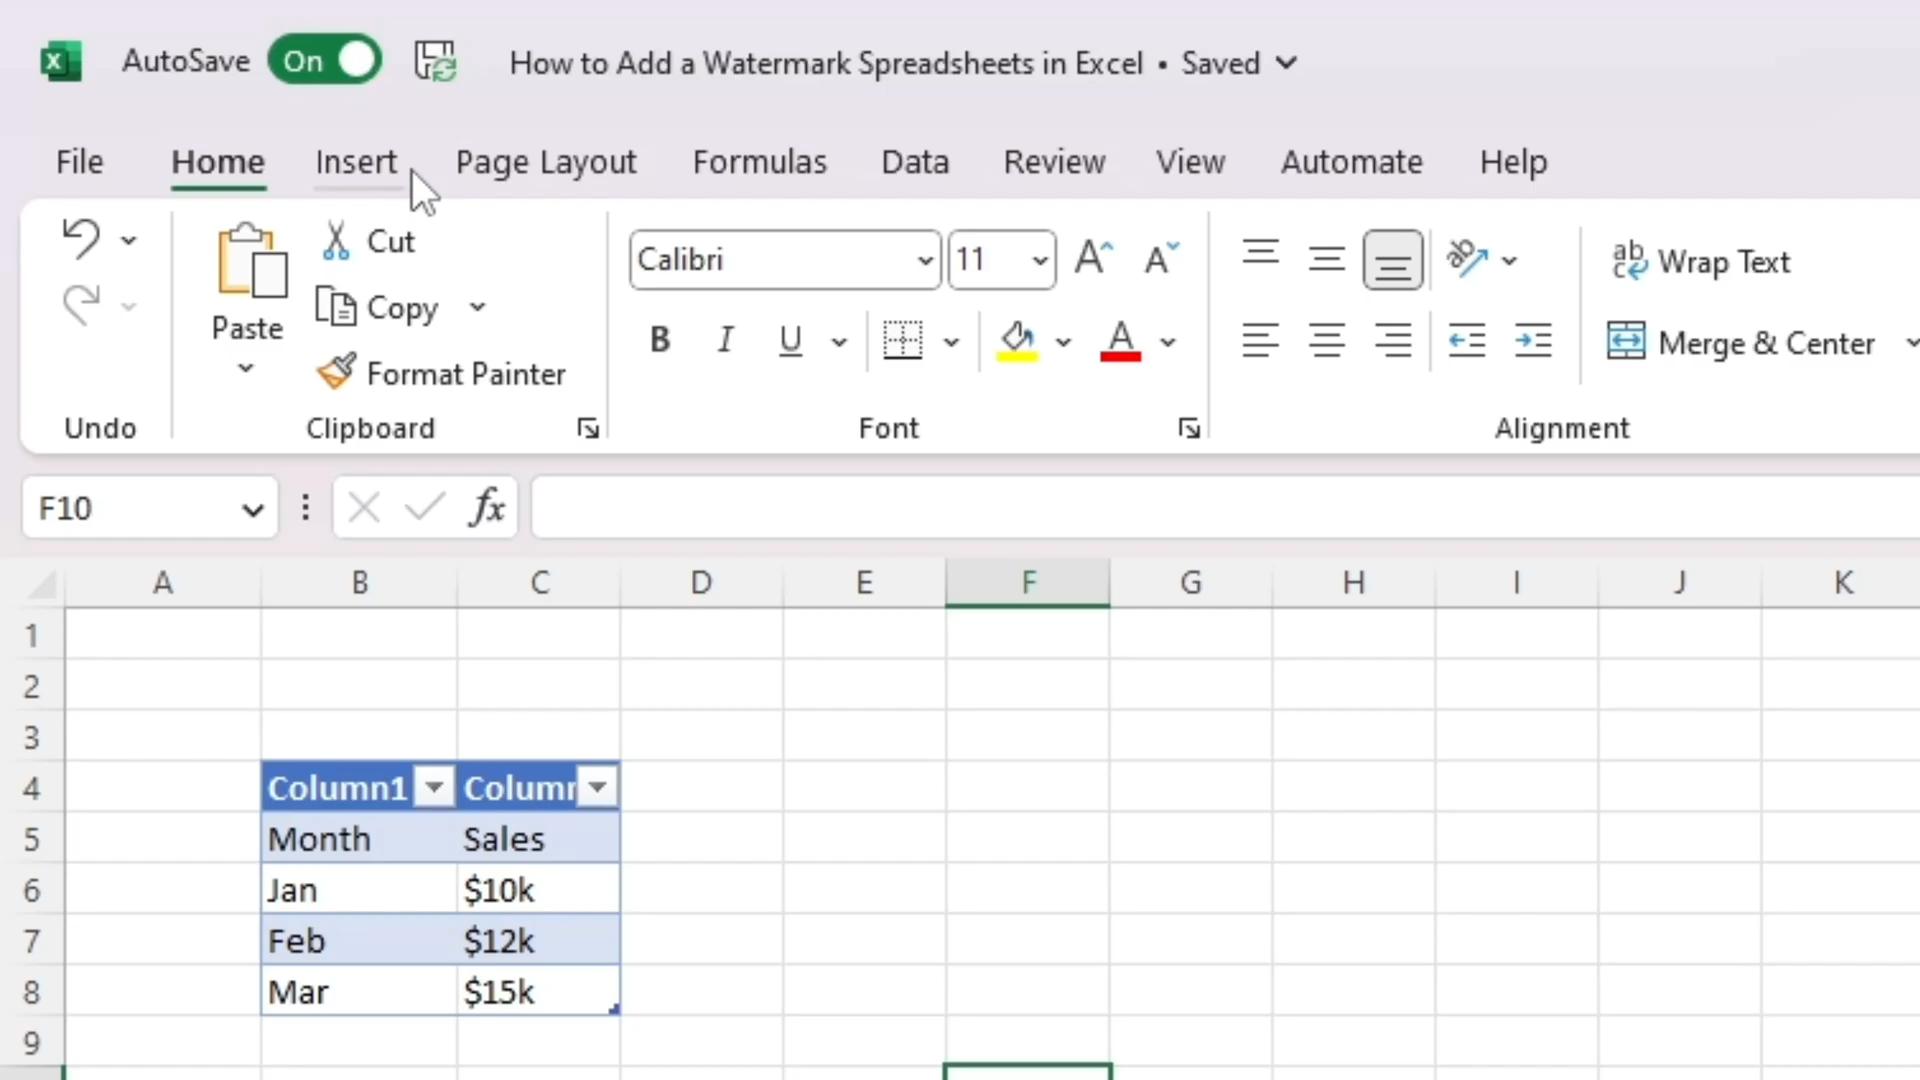 AutoSave On How to Add a Watermark Spreadsheets in Excel • Saved
File Home Insert Page Layout Formulas Data Review View Automate Help
Cut
Copy
Format Painter
Paste
Calibri 11
B I U A
ab Wrap Text
Merge & Center
Undo Clipboard Font Alignment
F10 fx
A B C D E F G H I J K
1
2
3
4 Column1 Column
5 Month Sales
6 Jan $10k
7 Feb $12k
8 Mar $15k
9